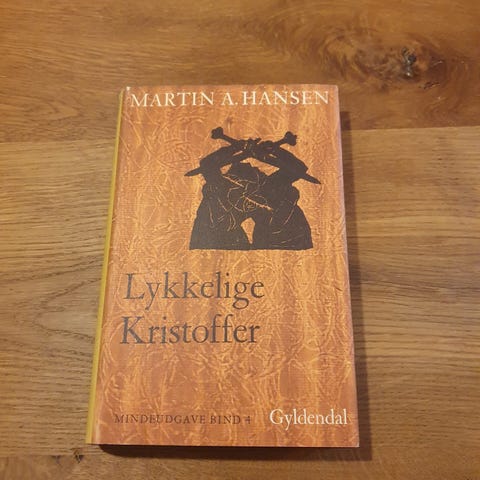 MARTIN A. HANSEN
Lykkelige
Kristoffer
MINDEUDGAVE BIND 4
Gyldendal